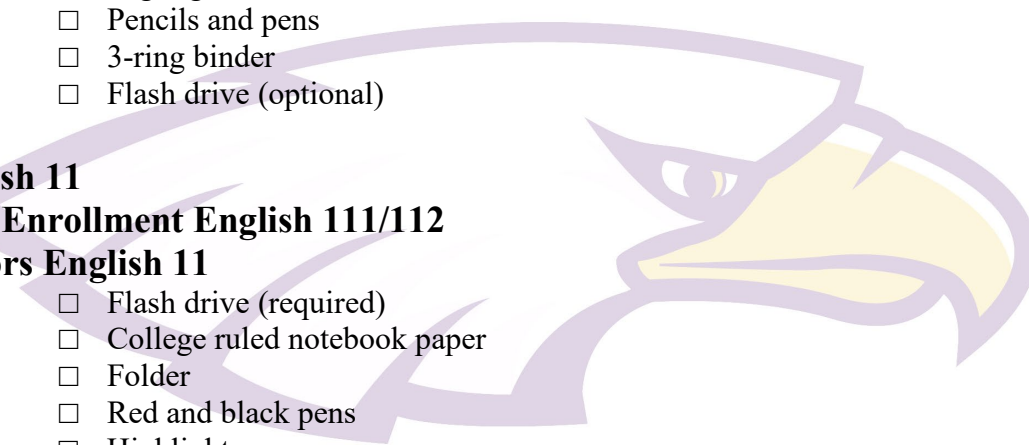 Pencils and pens
3-ring binder
Flash drive (optional)
sh 11
Enrollment English 111/112
rs English 11
Flash drive (required)
College ruled notebook paper
Folder
Red and black pens